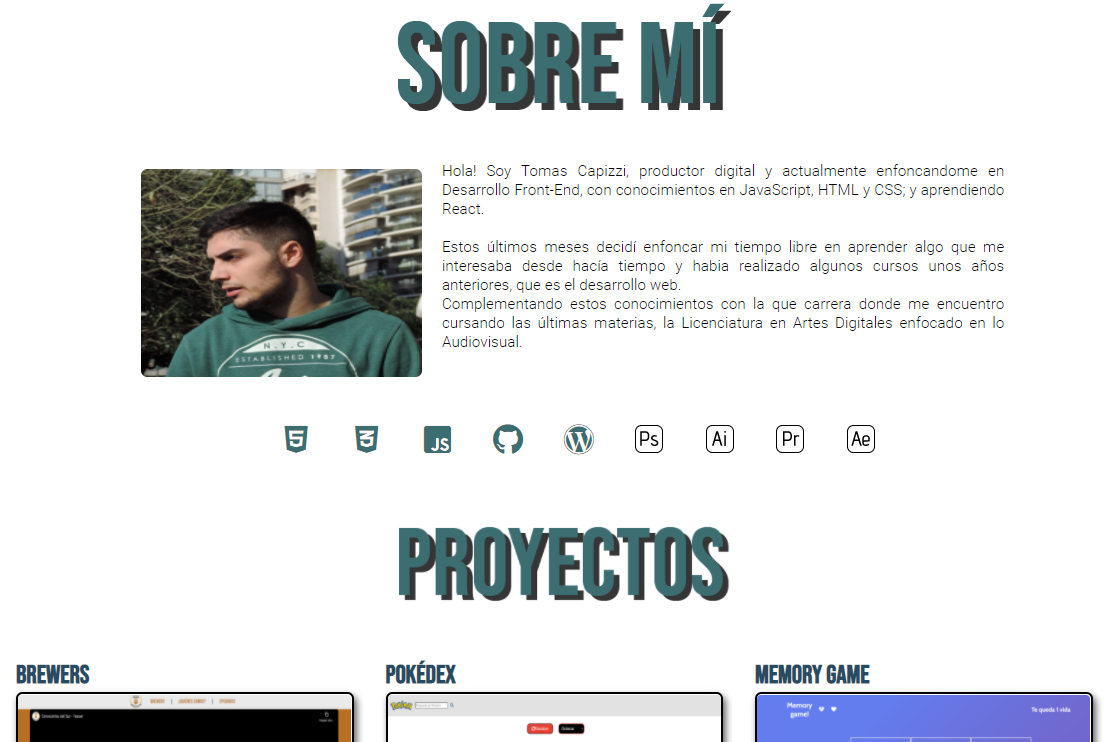 SOBRE MÍ
Hola! Soy Tomas Capizzi, productor digital y actualmente enfoncandome en
Desarrollo Front-End, con conocimientos en JavaScript, HTML y CSS; y aprendiendo
React.
Estos últimos meses decidí enfoncar mi tiempo libre en aprender algo que me
interesaba desde hacía tiempo y habia realizado algunos cursos unos años
anteriores, que es el desarrollo web.
Complementando estos conocimientos con la que carrera donde me encuentro
cursando las últimas materias, la Licenciatura en Artes Digitales enfocado en lo
Audiovisual.
N.Y.C
ESTABLISHED 1987
JS
Ps
Ai
Pr
Ae
PROYECTOS
BREWERS
POKÉDEX
MEMORY GAME
Memory
game!
Te queda 1 vida